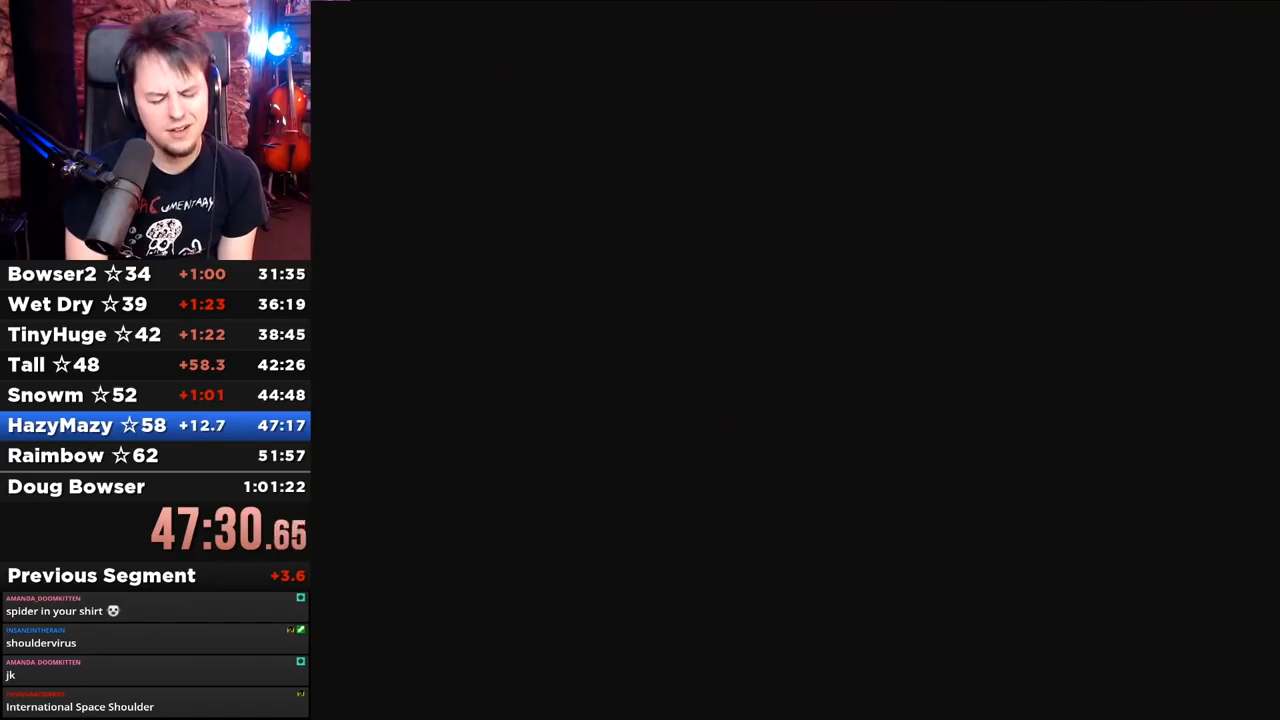 UMENTAAY
Bowser2 ☆34 +1:00 31:35
Wet Dry ☆39 +1:23 36:19
TinyHuge ☆42 +1:22 38:45
Tall ☆48 +58.3 42:26
Snowm ☆52 +1:01 44:48
HazyMazy ☆58 +12.7 47:17
Raimbow ☆62 51:57
Doug Bowser 1:01:22
47:30.65
Previous Segment +3.6
AMANDA_DOOMKITTEN
spider in your shirt
INSANEINTHERAIN
shouldervirus
AMANDA_DOOMKITTEN
jk
International Space Shoulder